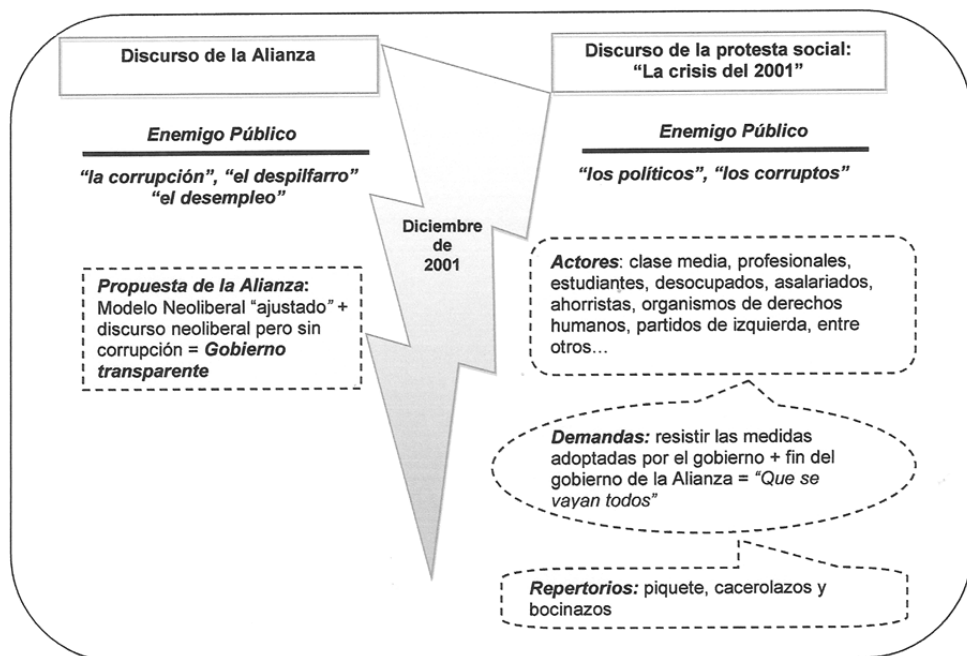 Discurso de la Alianza
Enemigo Público
“la corrupción”, “el despilfarro”
“el desempleo”
Propuesta de la Alianza:
Modelo Neoliberal “ajustado” +
discurso neoliberal pero sin
corrupción = Gobierno
transparente
Diciembre
de
2001
Discurso de la protesta social:
“La crisis del 2001”
Enemigo Público
“los políticos”, “los corruptos”
Actores: clase media, profesionales,
estudiantes, desocupados, asalariados,
ahorristas, organismos de derechos
humanos, partidos de izquierda, entre
otros...
Demandas: resistir las medidas
adoptadas por el gobierno + fin del
gobierno de la Alianza = “Que se
vayan todos”
Repertorios: piquete, cacerolazos y
bocinazos